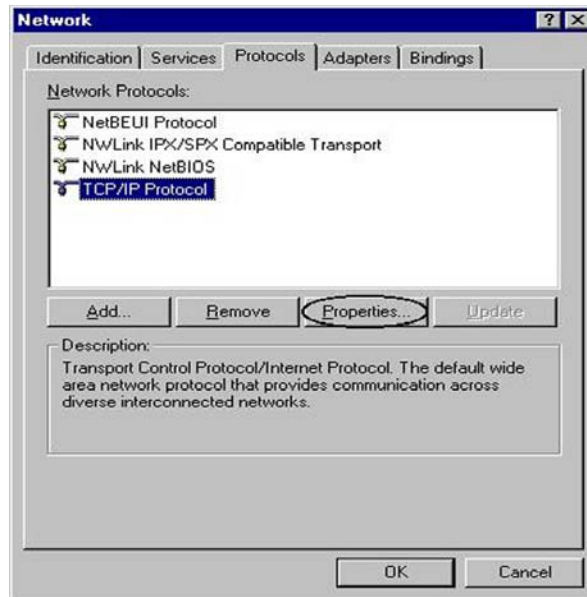 Network
Identification Services Protocols Adapters Bindings
Network Protocols:
NetBEUI Protocol
NWLink IPX/SPX Compatible Transport
NWLink NetBIOS
TCP/IP Protocol
Add... Remove Properties... Update
Description:
Transport Control Protocol/Internet Protocol. The default wide
area network protocol that provides communication across
diverse interconnected networks.
OK Cancel